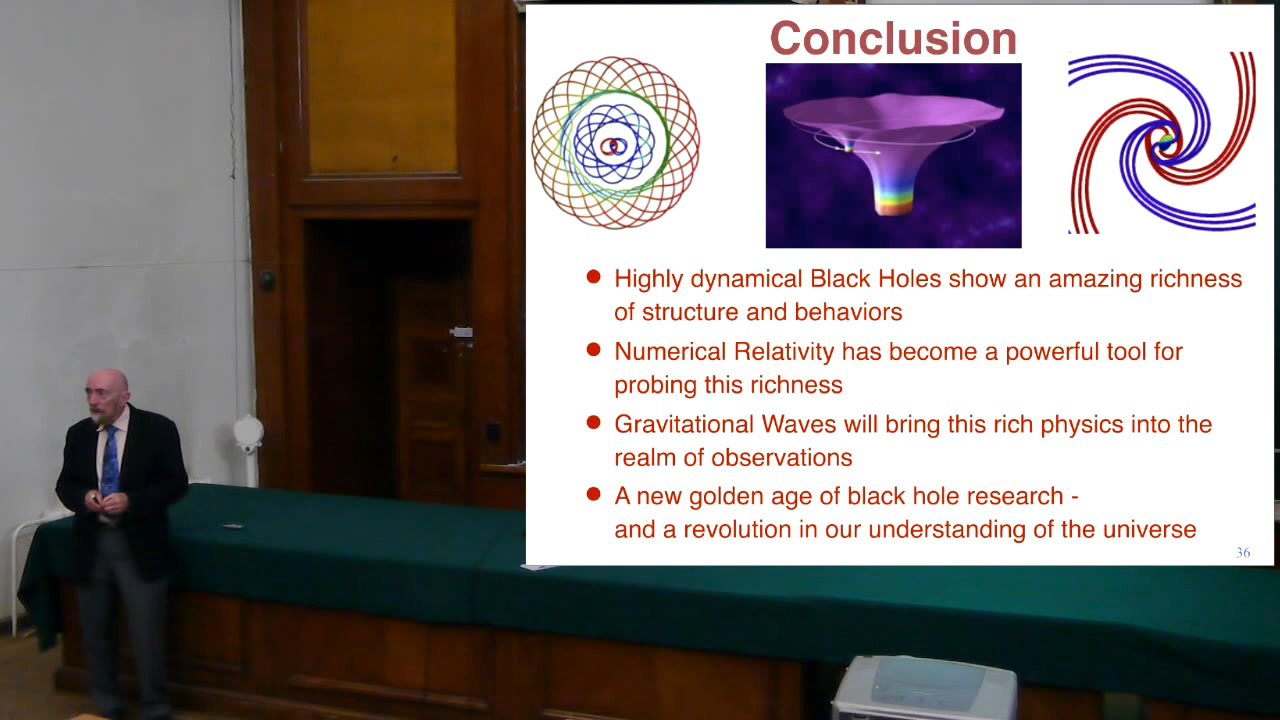 Conclusion
Highly dynamical Black Holes show an amazing richness
of structure and behaviors
Numerical Relativity has become a powerful tool for
probing this richness
Gravitational Waves will bring this rich physics into the
realm of observations
A new golden age of black hole research -
and a revolution in our understanding of the universe
36